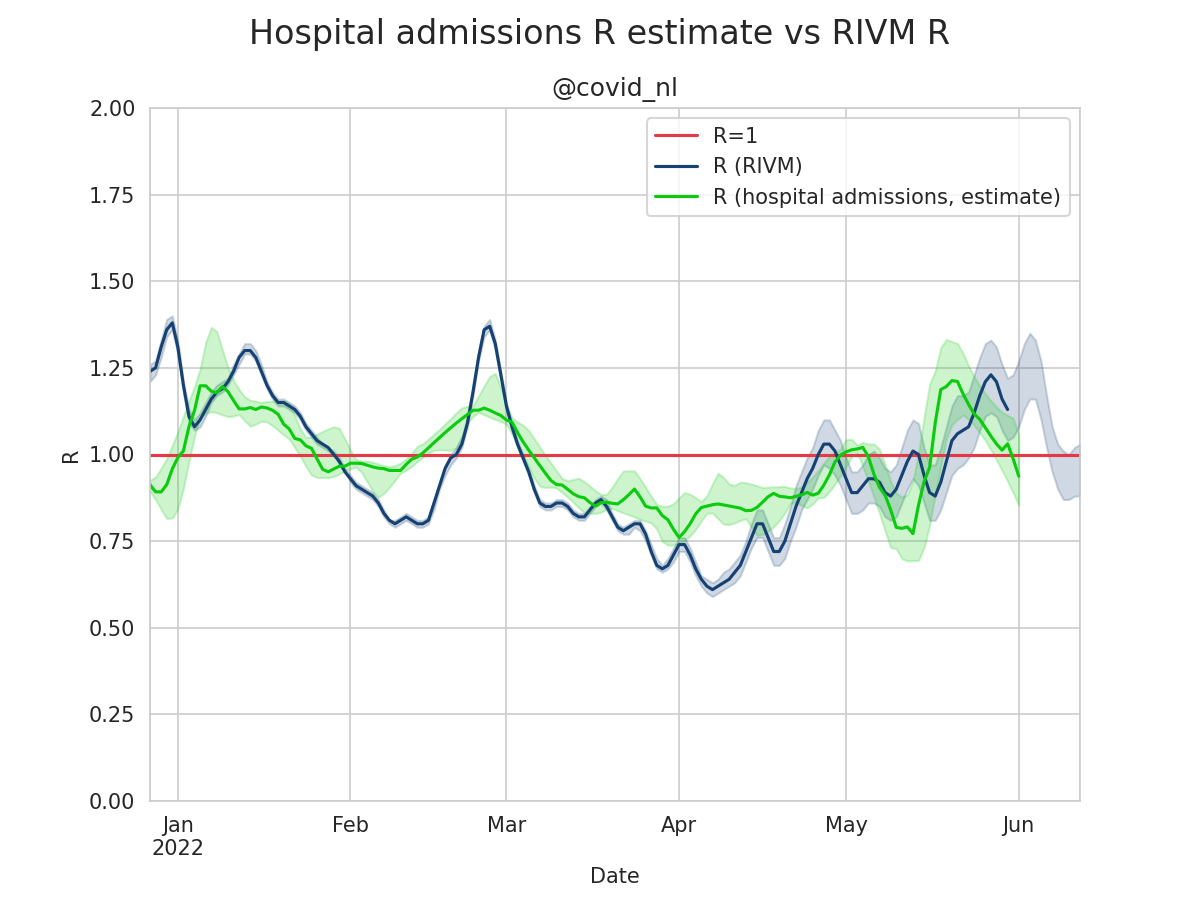 Hospital admissions R estimate vs RIVM R
@covid_nl
R=1
R (RIVM)
R (hospital admissions, estimate)
2.00
1.75
1.50
1.25
1.00
0.75
0.50
0.25
0.00
R
Jan Feb Mar Apr May Jun
2022
Date